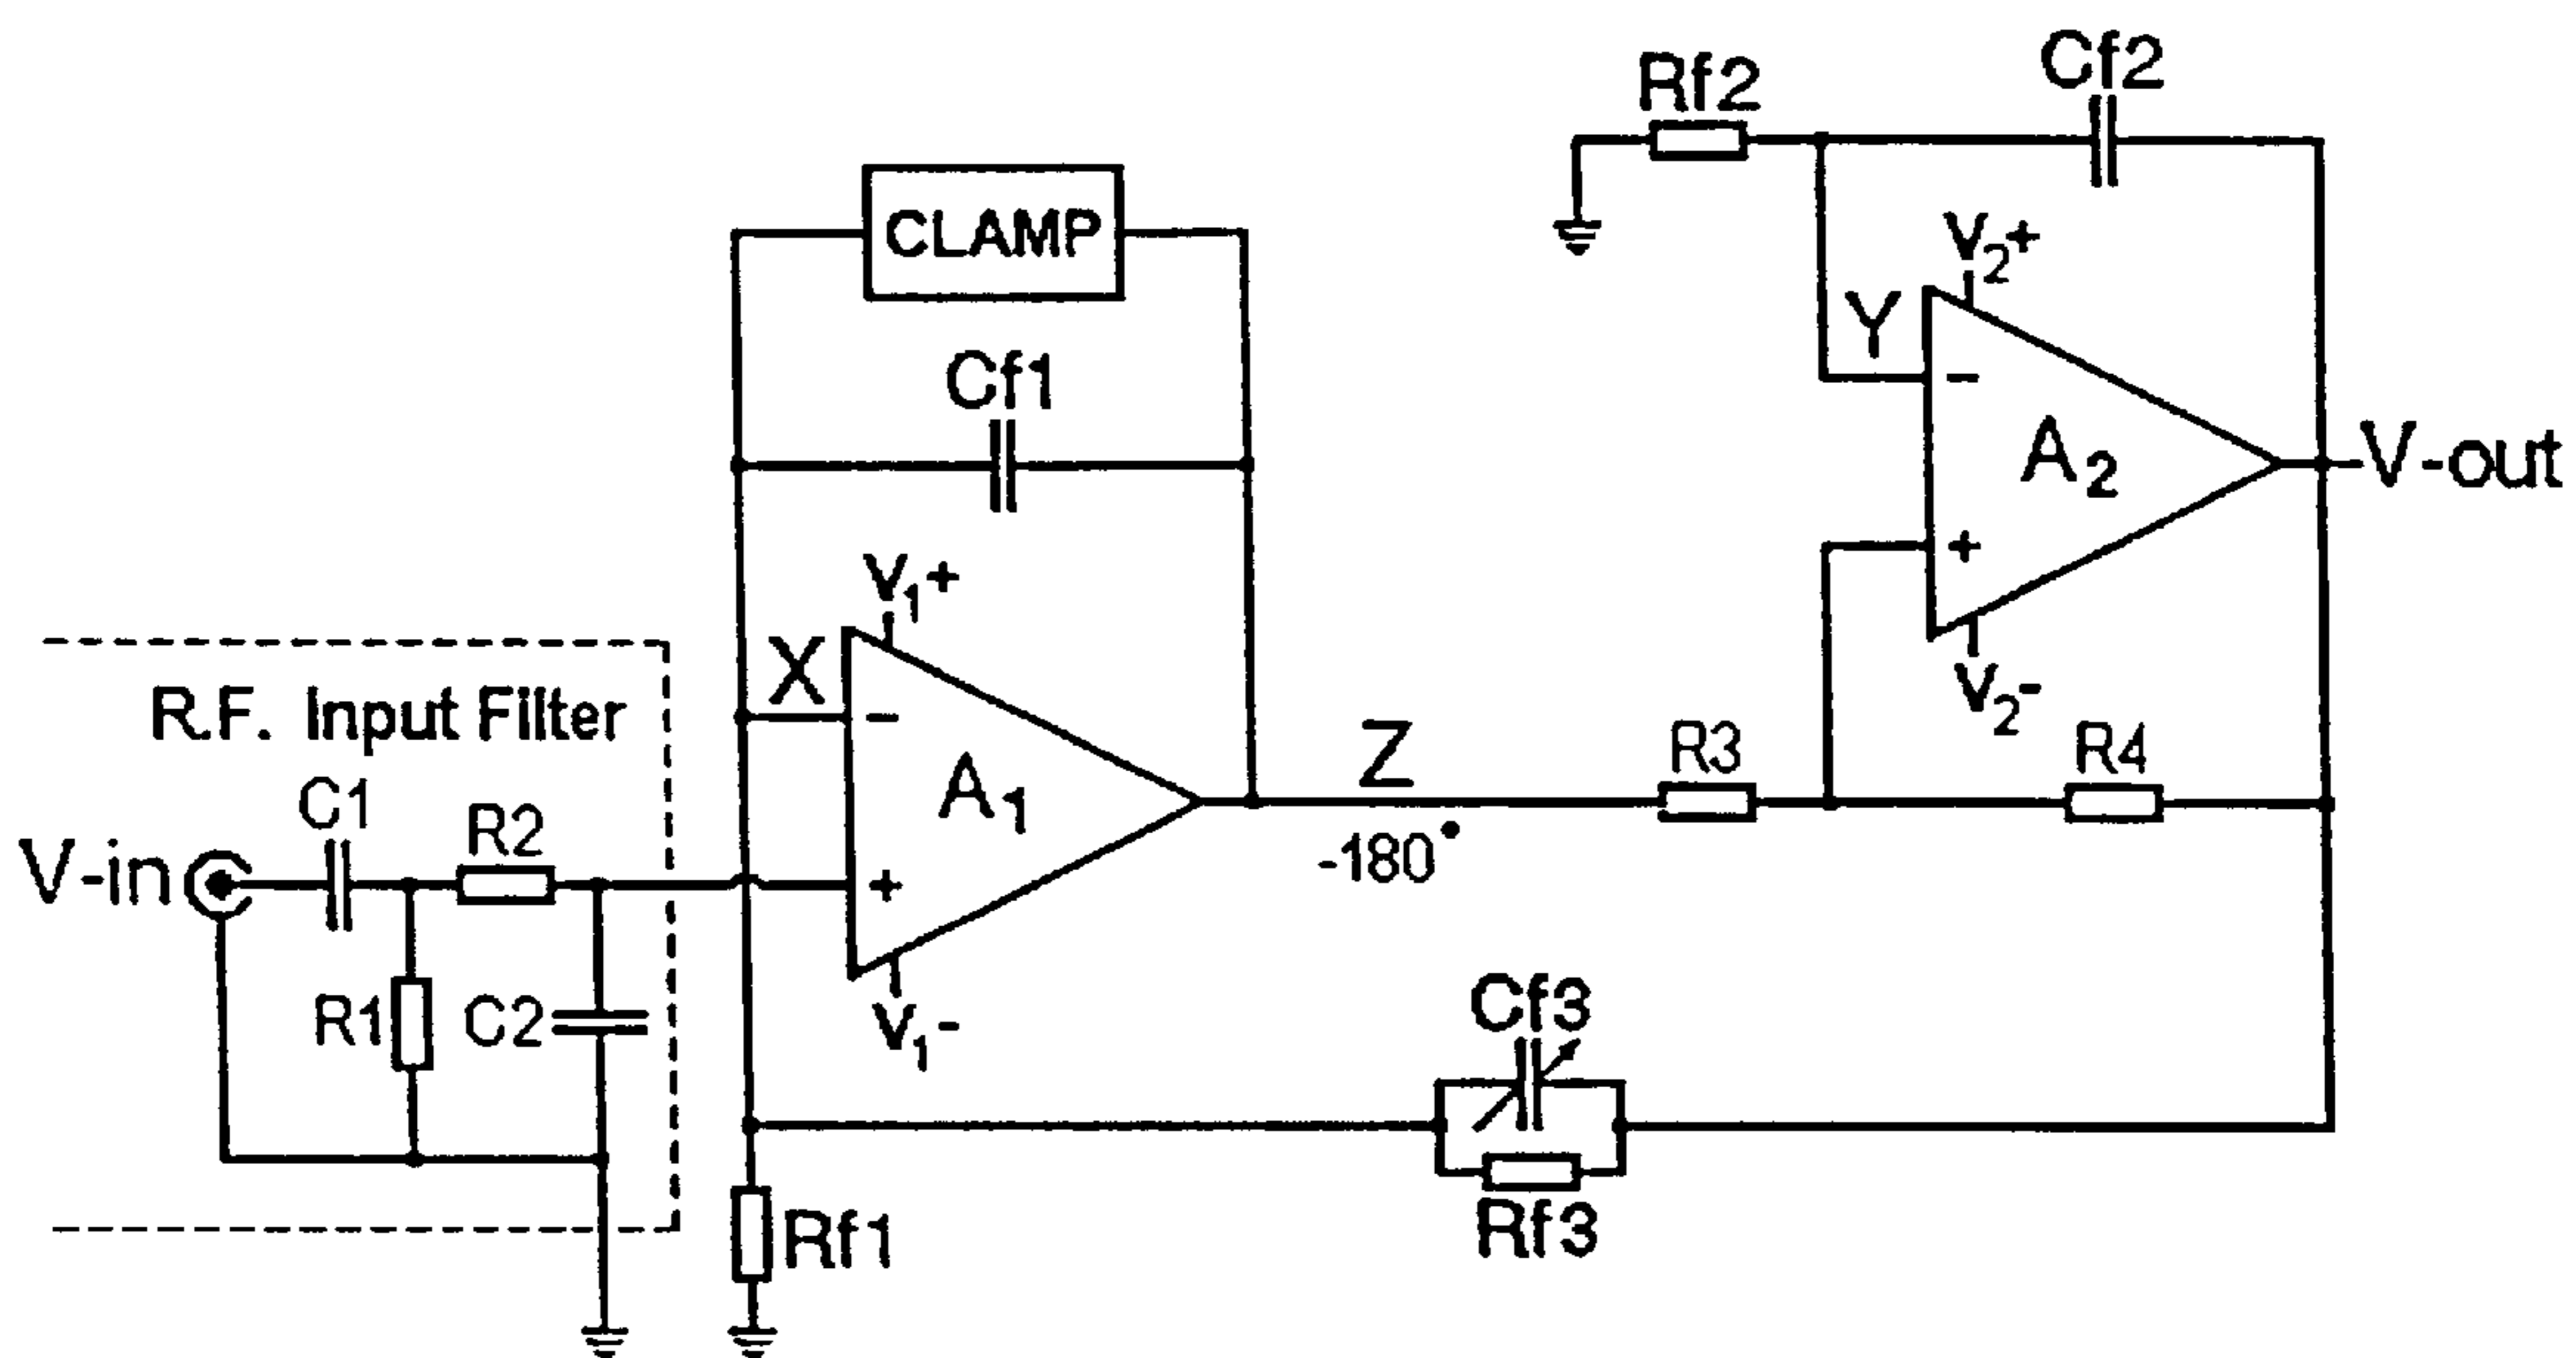 Rf2
Cf2
CLAMP
V2+
Y
-
A2
V-out
+
V2-
Cf1
V1+
X
-
A1
+
V1-
R.F. Input Filter
C1
R2
V-in
R1
C2
Z
-180°
R3
R4
Cf3
Rf3
Rf1